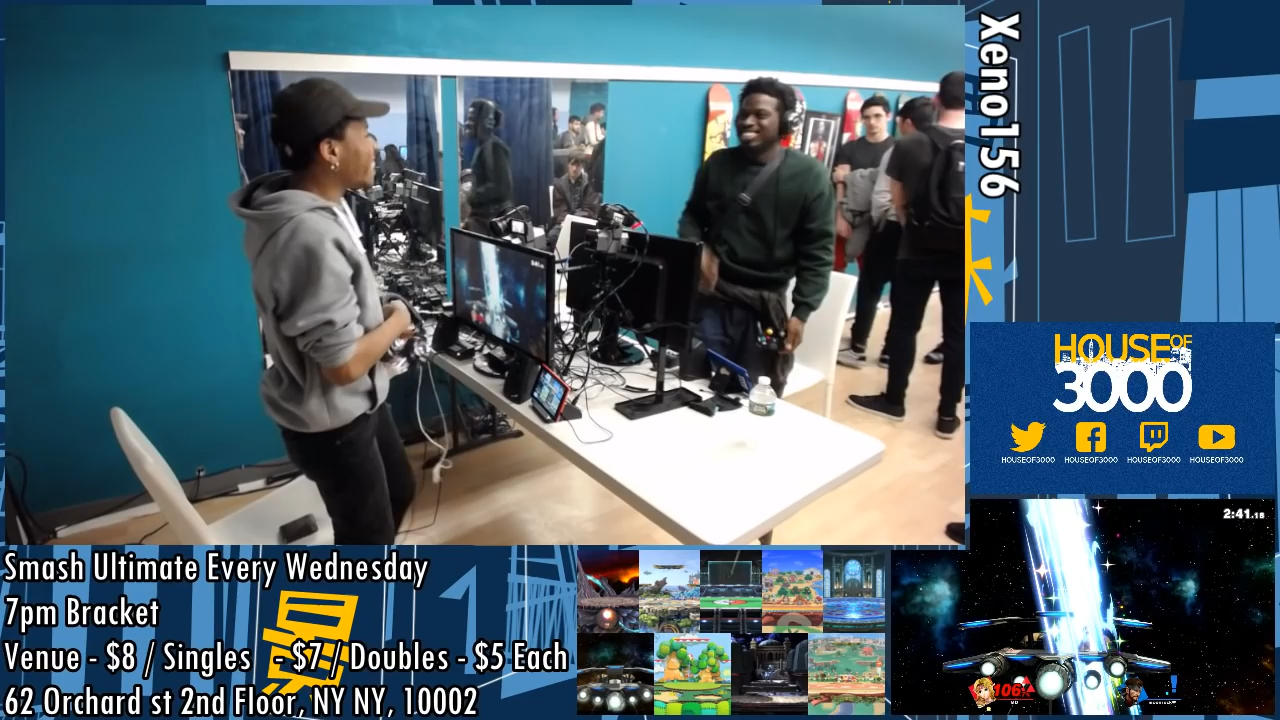 Xeno156
HOUSE OF
3000
HOUSEOF3000 HOUSEOF3000 HOUSEOF3000 HOUSEOF3000
2:41.15
106%
Smash Ultimate Every Wednesday
7pm Bracket
Venue - $8 / Singles - $7 / Doubles - $5 Each
62 Orchard st 2nd Floor, NY NY, 10002